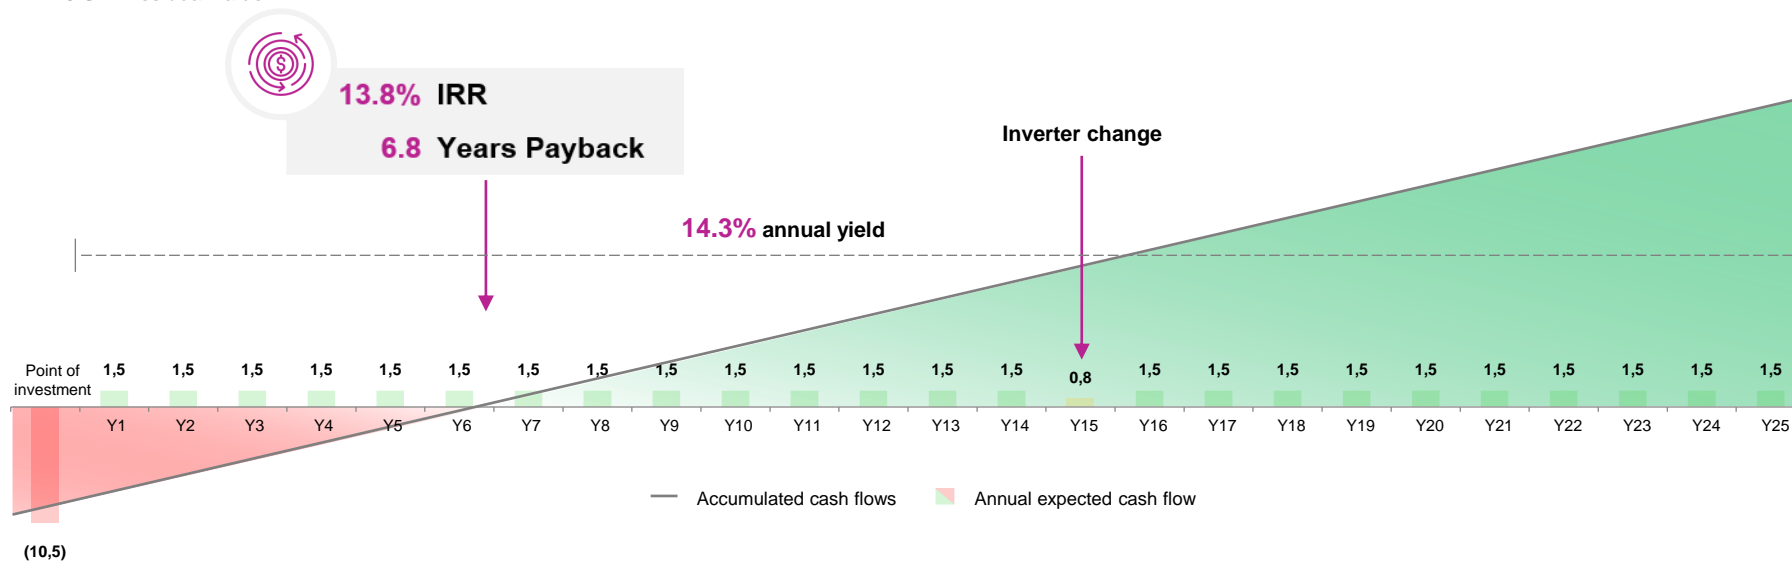 13.8% IRR
6.8 Years Payback
Inverter change
14.3% annual yield
Point of
investment
1,5 1,5 1,5 1,5 1,5 1,5 1,5 1,5 1,5 1,5 1,5 1,5 1,5 1,5 0,8 1,5 1,5 1,5 1,5 1,5 1,5 1,5 1,5 1,5 1,5
Y1 Y2 Y3 Y4 Y5 Y6 Y7 Y8 Y9 Y10 Y11 Y12 Y13 Y14 Y15 Y16 Y17 Y18 Y19 Y20 Y21 Y22 Y23 Y24 Y25
Accumulated cash flows Annual expected cash flow
(10,5)
$